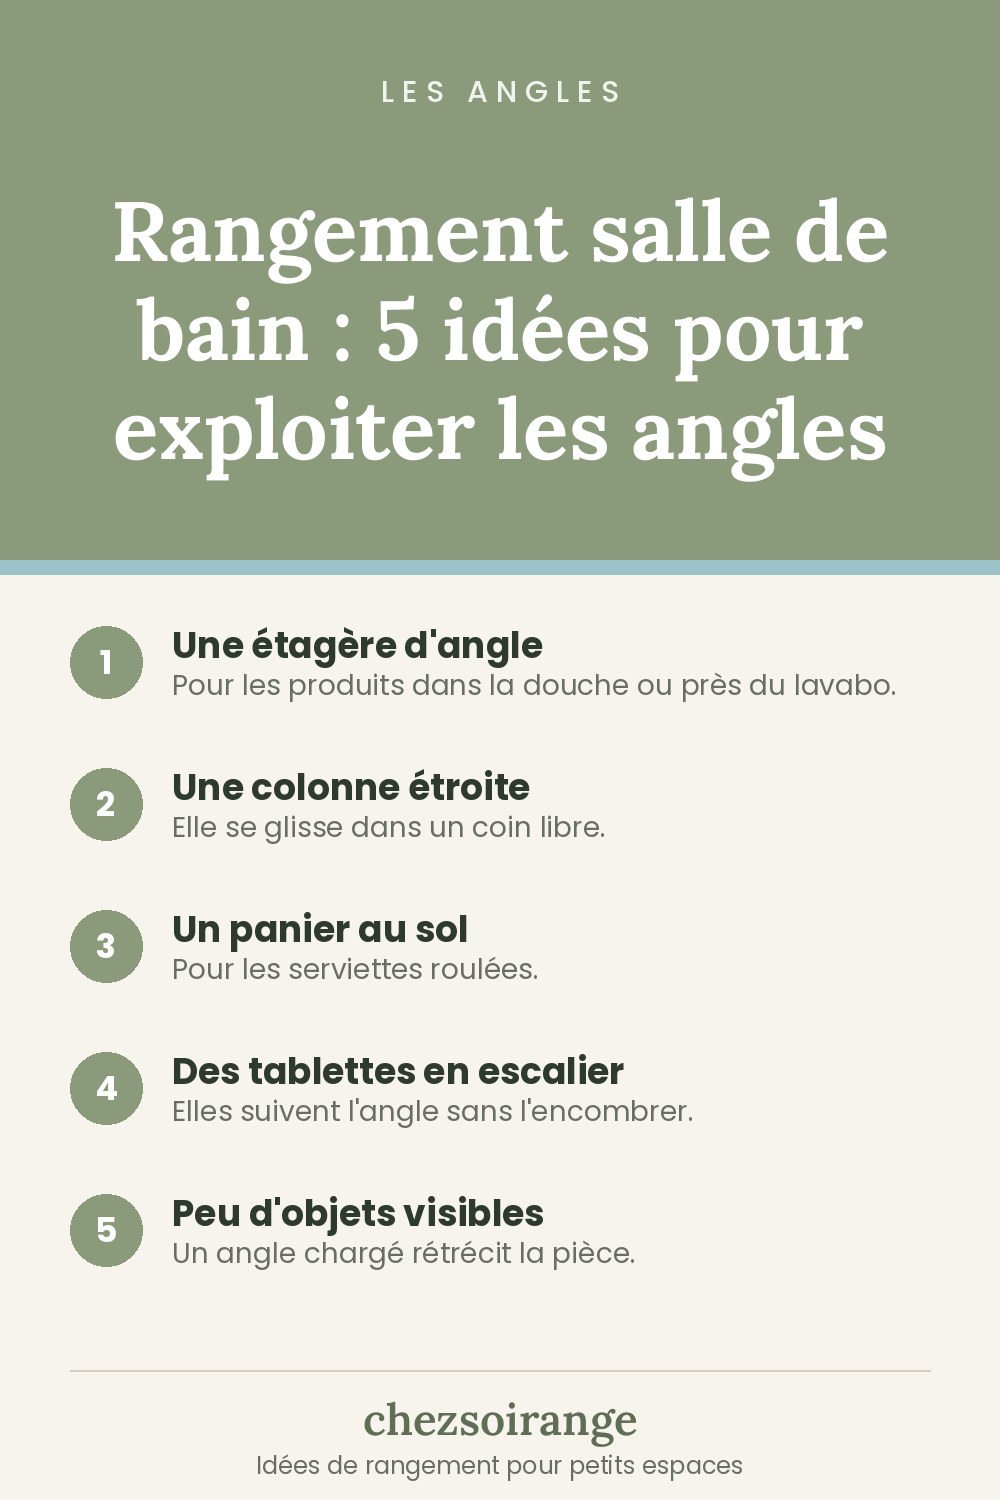 LES ANGLES
Rangement salle de
bain : 5 idées pour
exploiter les angles
1
Une étagère d'angle
Pour les produits dans la douche ou près du lavabo.
2
Une colonne étroite
Elle se glisse dans un coin libre.
3
Un panier au sol
Pour les serviettes roulées.
4
Des tablettes en escalier
Elles suivent l'angle sans l'encombrer.
5
Peu d'objets visibles
Un angle chargé rétrécit la pièce.
chezsoirange
Idées de rangement pour petits espaces